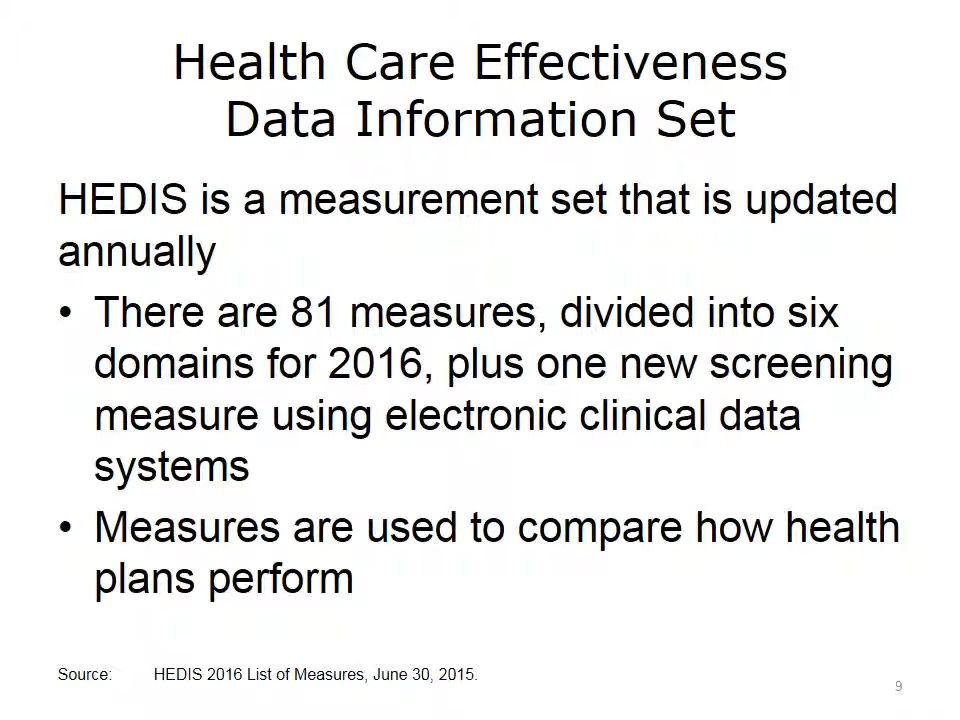 Health Care Effectiveness
Data Information Set
HEDIS is a measurement set that is updated
annually
• There are 81 measures, divided into six
domains for 2016, plus one new screening
measure using electronic clinical data
systems
• Measures are used to compare how health
plans perform
Source: HEDIS 2016 List of Measures, June 30, 2015.
9